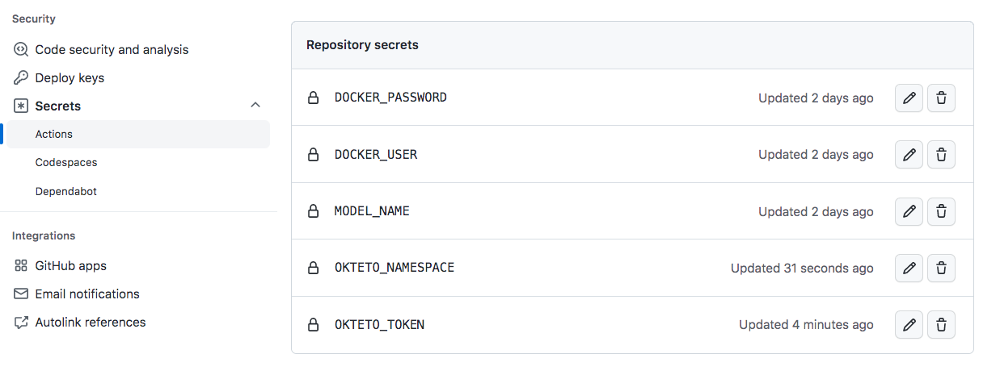 Security
Code security and analysis
Deploy keys
Secrets
Actions
Codespaces
Dependabot
Integrations
GitHub apps
Email notifications
Autolink references
Repository secrets
DOCKER_PASSWORD Updated 2 days ago
DOCKER_USER Updated 2 days ago
MODEL_NAME Updated 2 days ago
OKTETO_NAMESPACE Updated 31 seconds ago
OKTETO_TOKEN Updated 4 minutes ago